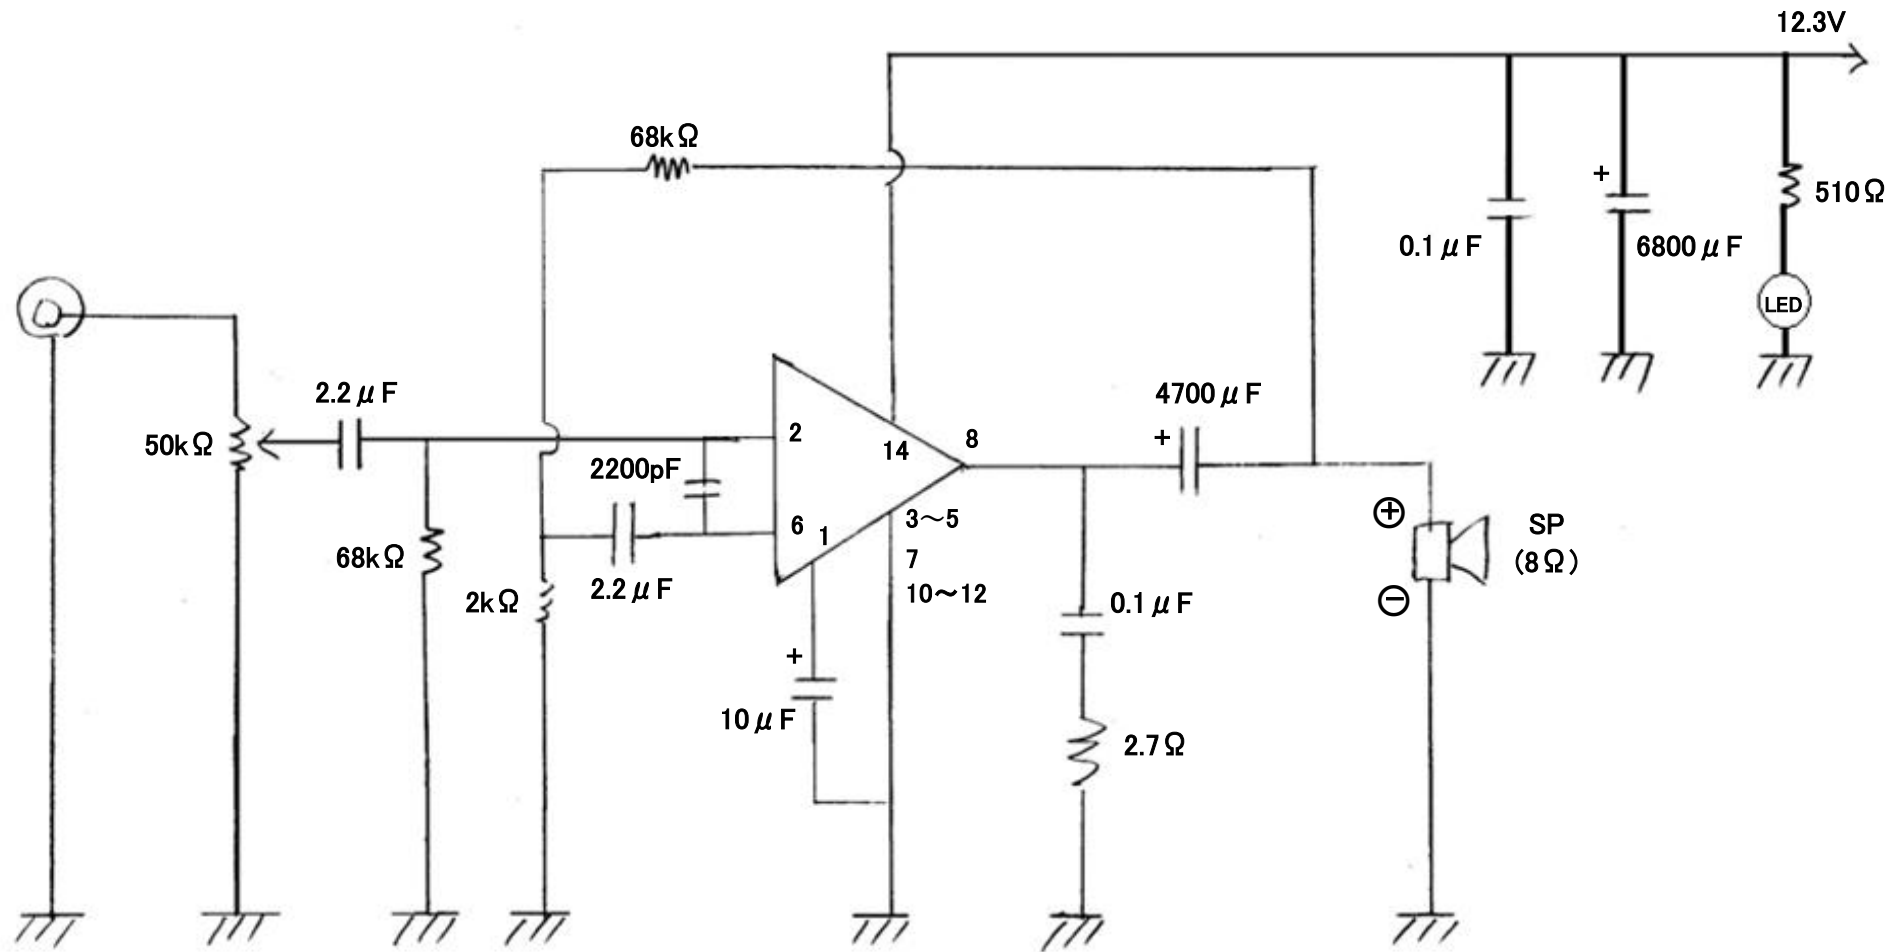 12.3V
68kΩ
510Ω
+
0.1μF
6800μF
LED
2.2μF
4700μF
+
50kΩ
2
14
8
2200pF
6
1
3～5
7
10～12
+
-
SP
(8Ω)
68kΩ
2kΩ
2.2μF
0.1μF
+
10μF
2.7Ω